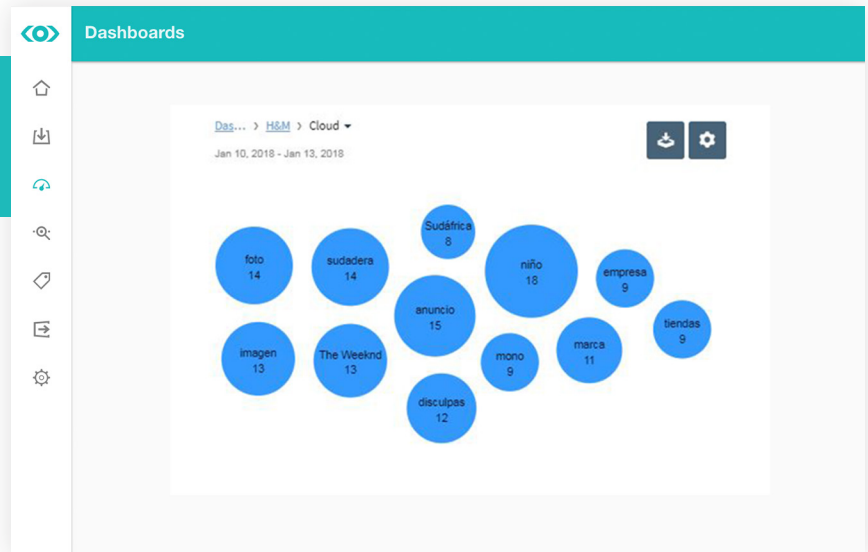 Dashboards
Das... > H&M > Cloud
Jan 10, 2018 - Jan 13, 2018
Sudáfrica
8
foto
14
sudadera
14
niño
18
empresa
9
anuncio
15
tiendas
9
imagen
13
The Weeknd
13
mono
9
marca
11
disculpas
12